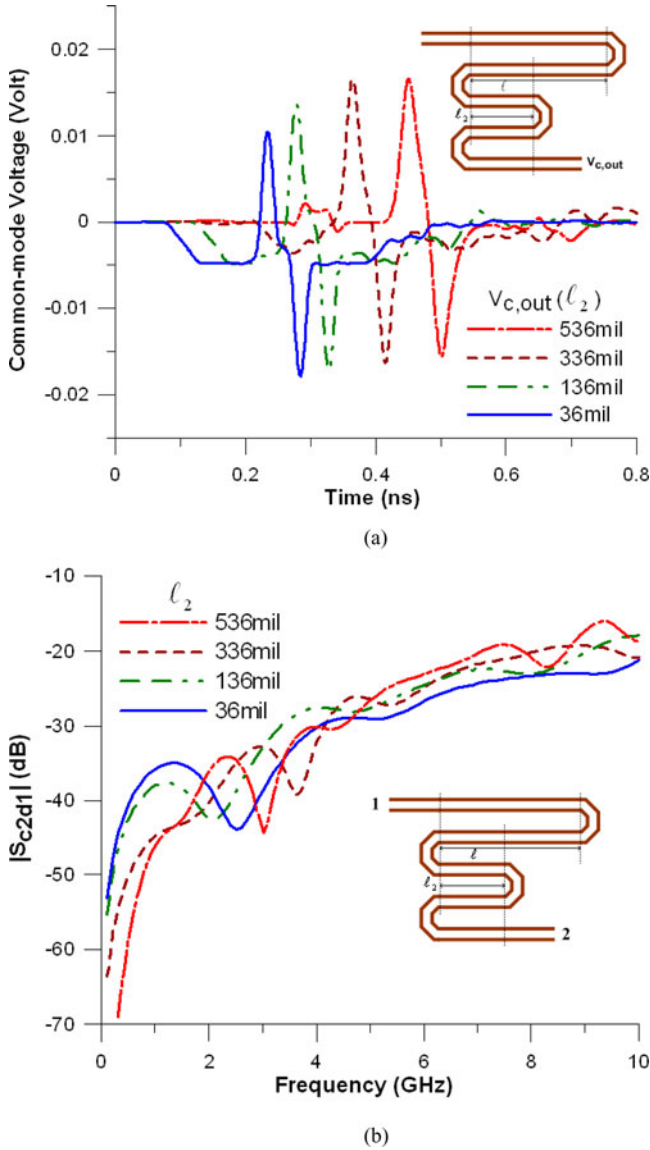 0.02
0.01
0
-0.01
-0.02
Common-mode Voltage (Volt)
ℓ
ℓ₂
Vc,out
Vc,out (ℓ₂)
536mil
336mil
136mil
36mil
0
0.2
0.4
0.6
0.8
Time (ns)
(a)
-10
-20
-30
-40
-50
-60
-70
|Sc2d1| (dB)
ℓ₂
536mil
336mil
136mil
36mil
1
ℓ
ℓ₂
2
0
2
4
6
8
10
Frequency (GHz)
(b)